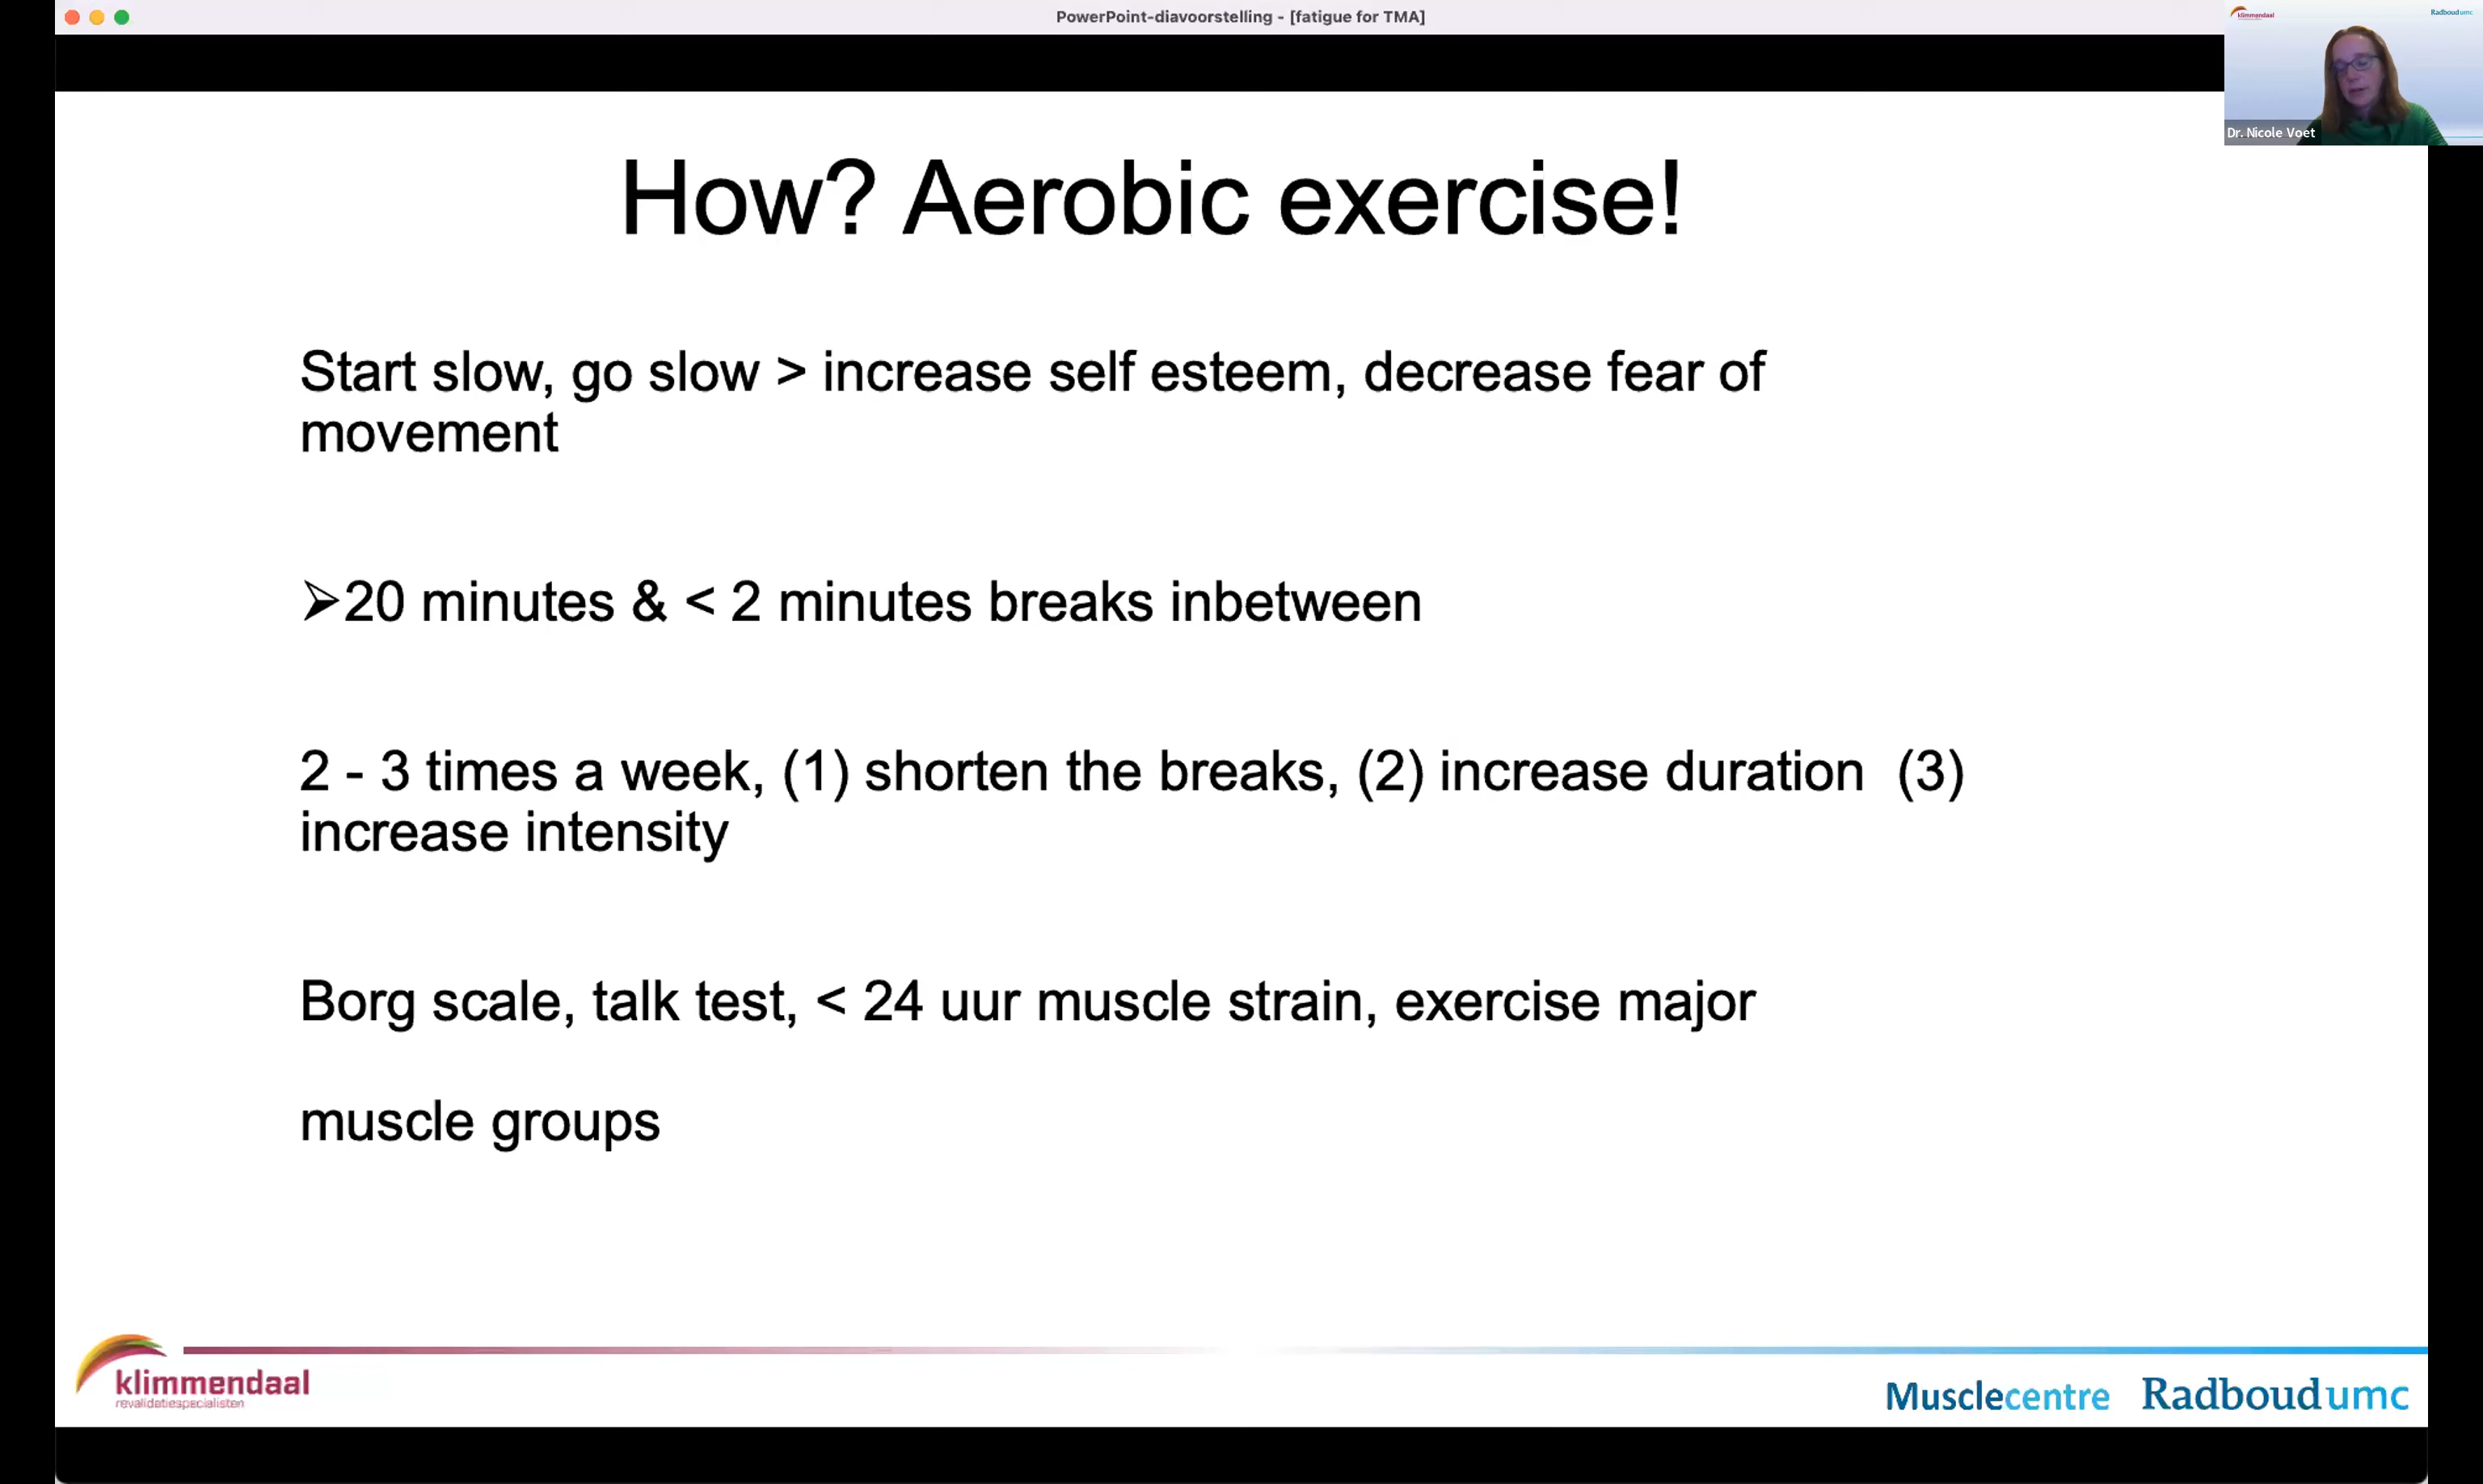 PowerPoint-diavoorstelling - [fatigue for TMA]
klimmendaal
Radboudumc
Dr. Nicole Voet
How? Aerobic exercise!
Start slow, go slow > increase self esteem, decrease fear of
movement
➢20 minutes & < 2 minutes breaks inbetween
2 - 3 times a week, (1) shorten the breaks, (2) increase duration (3)
increase intensity
Borg scale, talk test, < 24 uur muscle strain, exercise major
muscle groups
klimmendaal
revalidatiespecialisten
Musclecentre Radboudumc